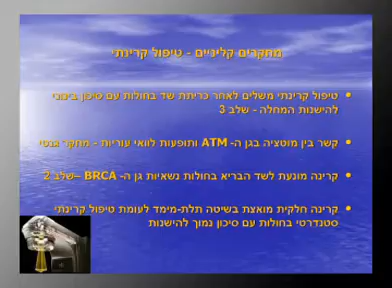 מחקרים קליניים - טיפול קרינתי
טיפול קרינתי משלים לאחר כריתת שד בחולות עם סיכון בינוני
להישנות המחלה - שלב 3
קשר בין מוטציה בגן ה- ATM ותופעות לוואי עוריות - מחקר גנטי
קרינה מונעת לשד הבריא בחולות נשאיות גן ה- BRCA – שלב 2
קרינה חלקית מואצת בשיטה תלת-מימד לעומת טיפול קרינתי
סטנדרטי בחולות עם סיכון נמוך להישנות